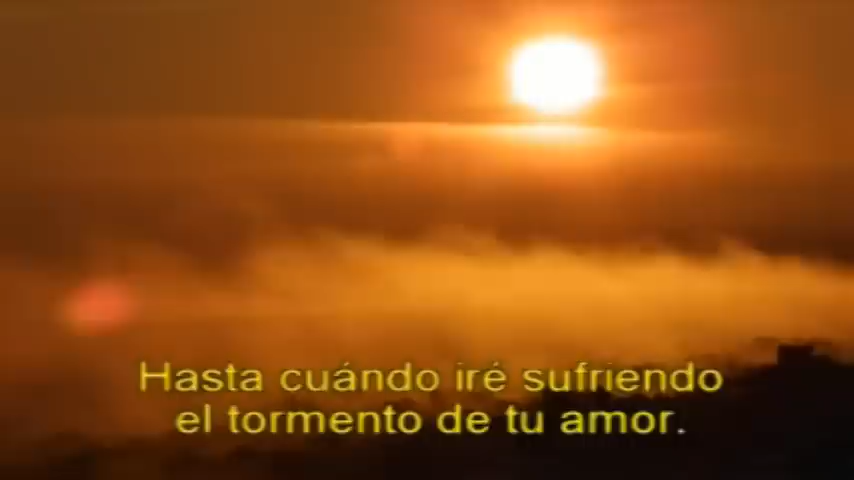 Hasta cuándo iré sufriendo
el tormento de tu amor.